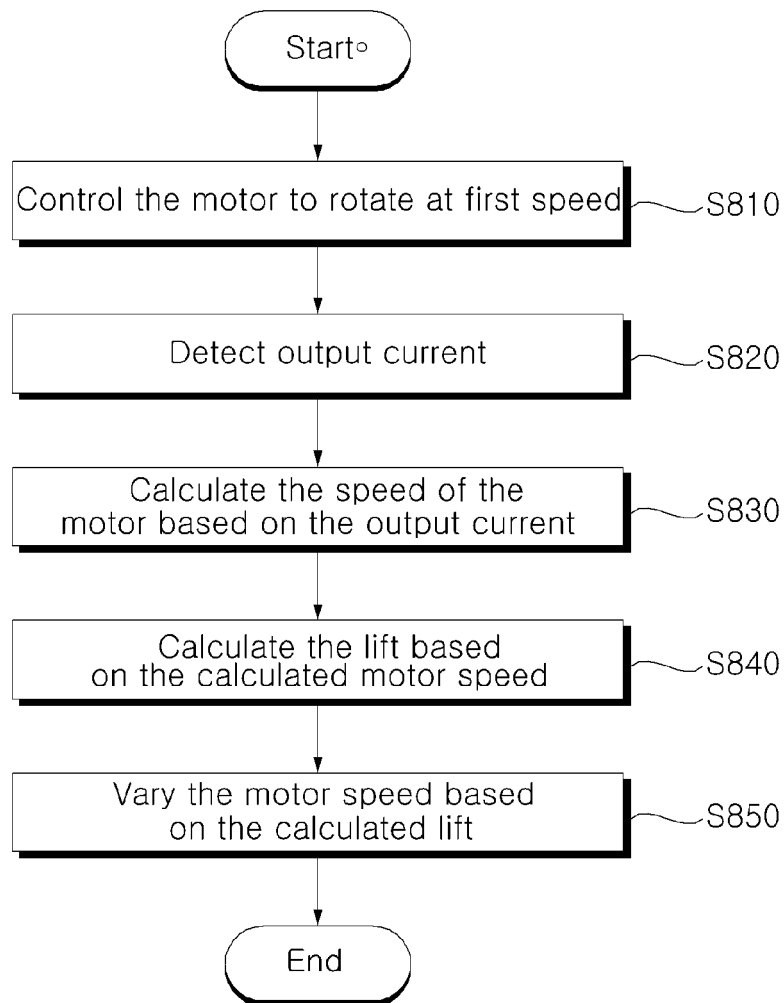 Start
Control the motor to rotate at first speed
S810
Detect output current
S820
Calculate the speed of the
motor based on the output current
S830
Calculate the lift based
on the calculated motor speed
S840
Vary the motor speed based
on the calculated lift
S850
End